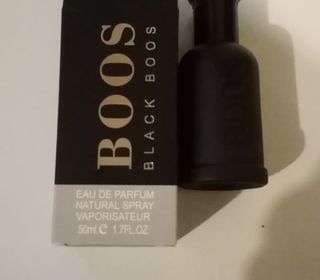 BOOS
BLACK BOOS
EAU DE PARFUM
NATURAL SPRAY
VAPORISATEUR
50ml ℮ 1.7FL.OZ